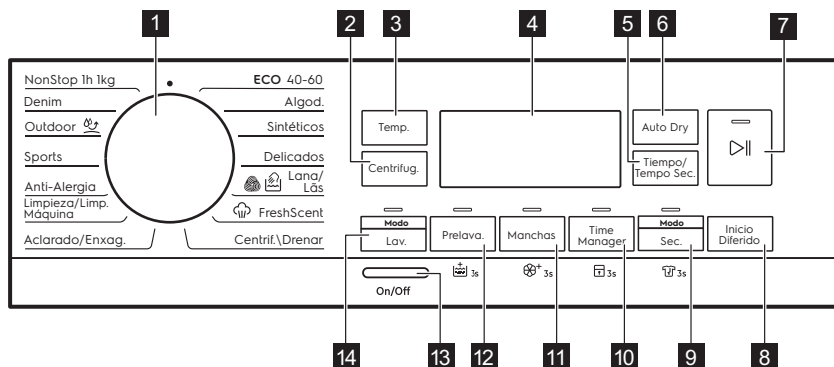 1
2
3
4
5
6
7
NonStop 1h 1kg
Denim
Outdoor
Sports
Anti-Alergia
Limpieza/Limp.
Máquina
Aclarado/Enxag.
ECO 40-60
Algod.
Sintéticos
Delicados
Lana/
Lãs
FreshScent
Centrif.\Drenar
Temp.
Centrifug.
Auto Dry
Tiempo/
Tempo Sec.
Modo
Lav.
Prelava.
Manchas
Time
Manager
Modo
Sec.
Inicio
Diferido
On/Off
3s
3s
3s
3s
14
13
12
11
10
9
8